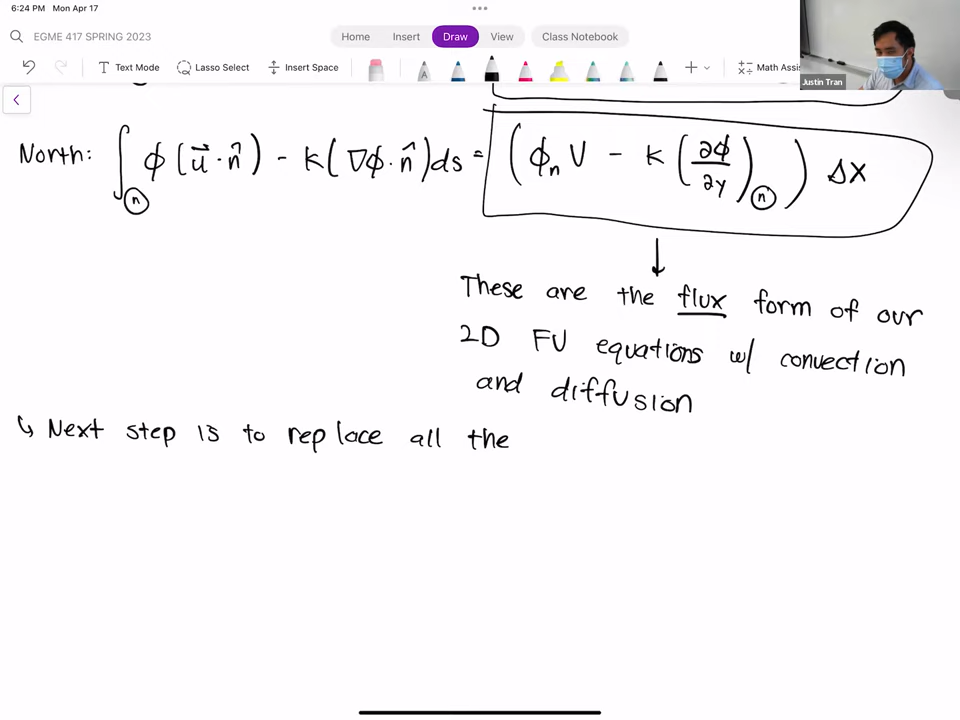 6:24 PM Mon Apr 17
EGME 417 SPRING 2023
Home Insert Draw View Class Notebook
Text Mode Lasso Select Insert Space Math Assis
Justin Tran
North: ∫ₙ ϕ(u⃗·n̂) - K(∇ϕ·n̂)ds = (ϕₙV - K(∂ϕ/∂y)ₙ) Δx
These are the flux form of our
2D FV equations w/ convection
and diffusion
↳ Next step is to replace all the